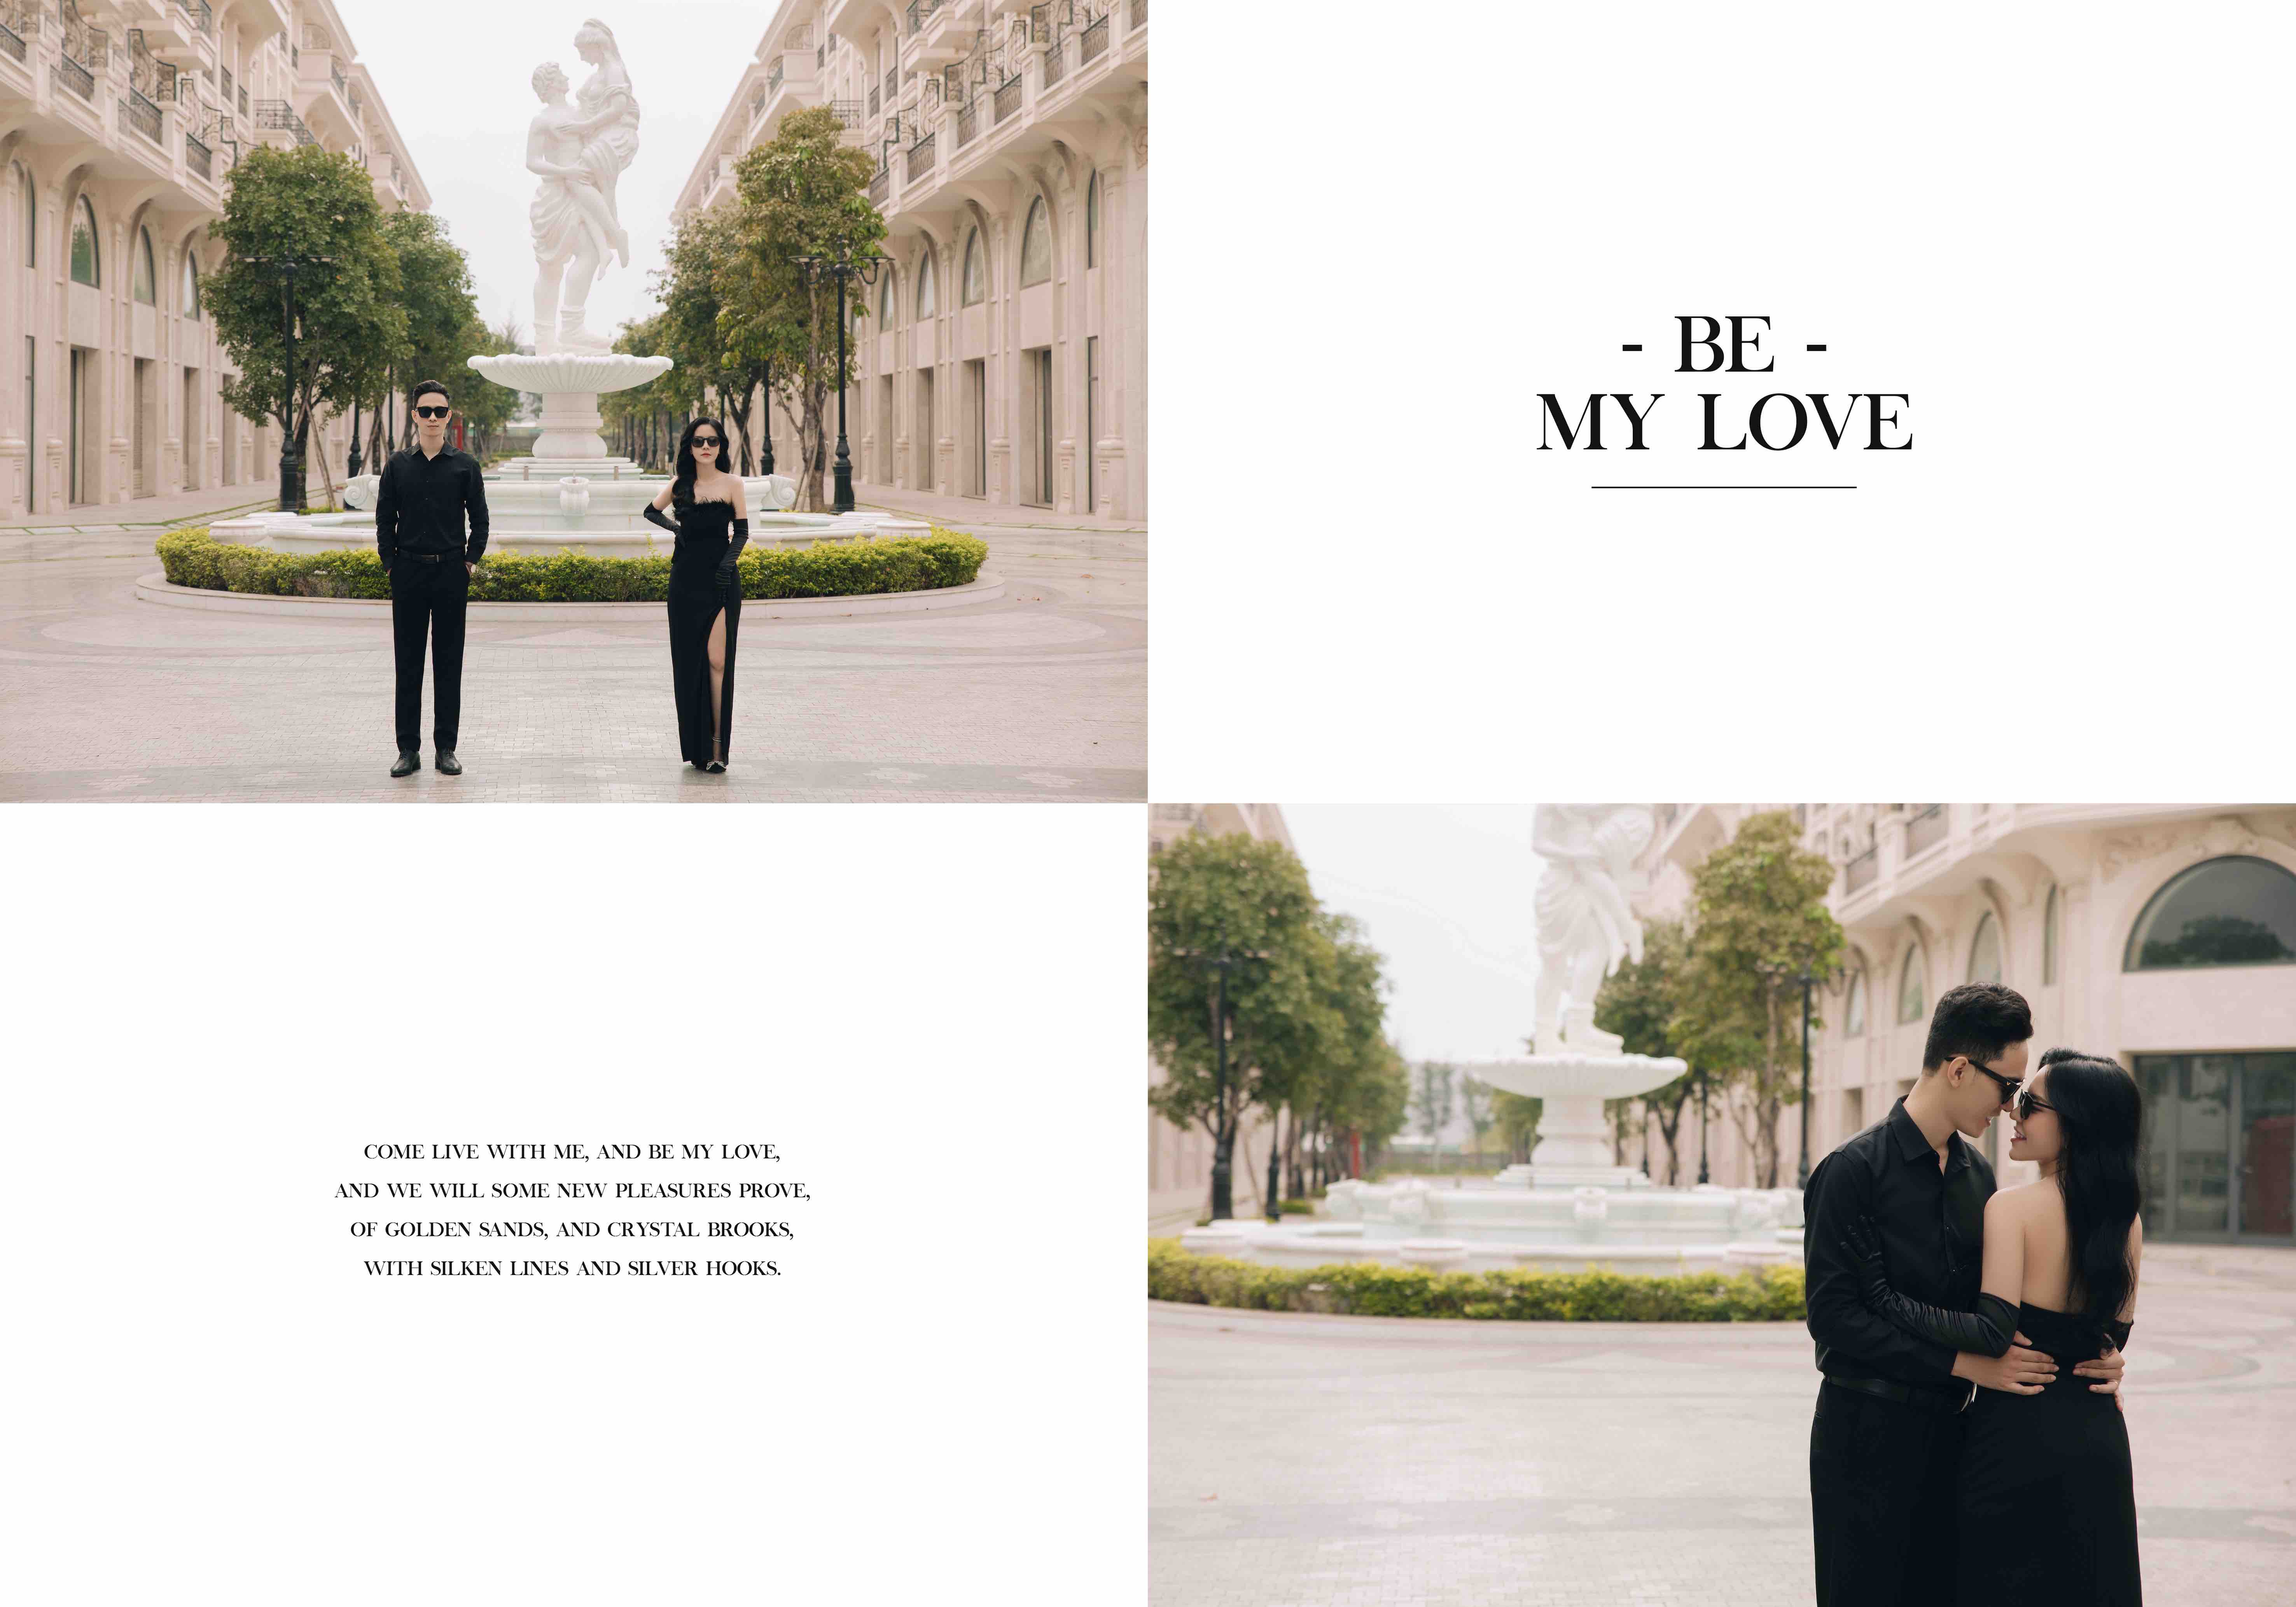 - BE -
MY LOVE
COME LIVE WITH ME, AND BE MY LOVE,
AND WE WILL SOME NEW PLEASURES PROVE,
OF GOLDEN SANDS, AND CRYSTAL BROOKS,
WITH SILKEN LINES AND SILVER HOOKS.